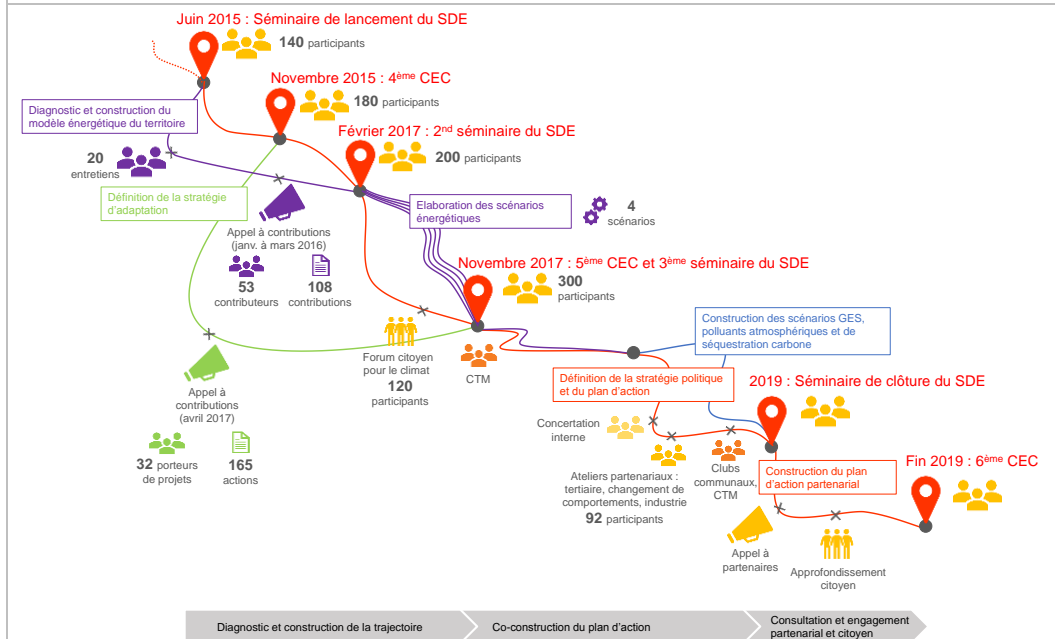 Juin 2015 : Séminaire de lancement du SDE
140 participants
Novembre 2015 : 4ème CEC
180 participants
Diagnostic et construction du
modèle énergétique du territoire
Février 2017 : 2nd séminaire du SDE
200 participants
20
entretiens
Définition de la stratégie
d'adaptation
Elaboration des scénarios
énergétiques
4
scénarios
Appel à contributions
(janv. à mars 2016)
53
contributeurs
108
contributions
Novembre 2017 : 5ème CEC et 3ème séminaire du SDE
300
participants
Construction des scénarios GES,
polluants atmosphériques et de
séquestration carbone
Forum citoyen
pour le climat
120
participants
CTM
Appel à
contributions
(avril 2017)
32 porteurs
de projets
165
actions
Définition de la stratégie politique
et du plan d'action
2019 : Séminaire de clôture du SDE
Concertation
interne
Ateliers partenariaux :
tertiaire, changement de
comportements, industrie
92 participants
Clubs
communaux,
CTM
Construction du plan
d'action partenarial
Fin 2019 : 6ème CEC
Appel à
partenaires
Approfondissement
citoyen
Diagnostic et construction de la trajectoire
Co-construction du plan d'action
Consultation et engagement
partenarial et citoyen